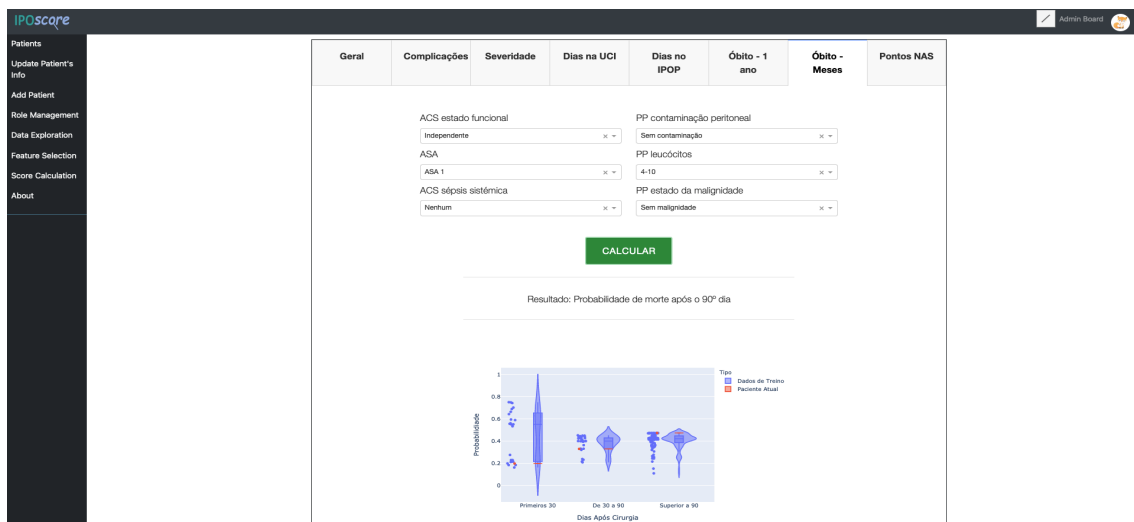 IPOscore
Admin Board
Patients
Update Patient's
Info
Add Patient
Role Management
Data Exploration
Feature Selection
Score Calculation
About
Geral
Complicações
Severidade
Dias na UCI
Dias no
IPOP
Óbito - 1
ano
Óbito -
Meses
Pontos NAS
ACS estado funcional
Independente
PP contaminação peritoneal
Sem contaminação
ASA
ASA 1
PP leucócitos
4-10
ACS sépsis sistémica
Nenhum
PP estado da malignidade
Sem malignidade
CALCULAR
Resultado: Probabilidade de morte após o 90º dia
Tipo
Dados de Treino
Paciente Atual
Probabilidade
1
0.8
0.6
0.4
0.2
0
Primeiros 30
De 30 a 90
Superior a 90
Dias Após Cirurgia